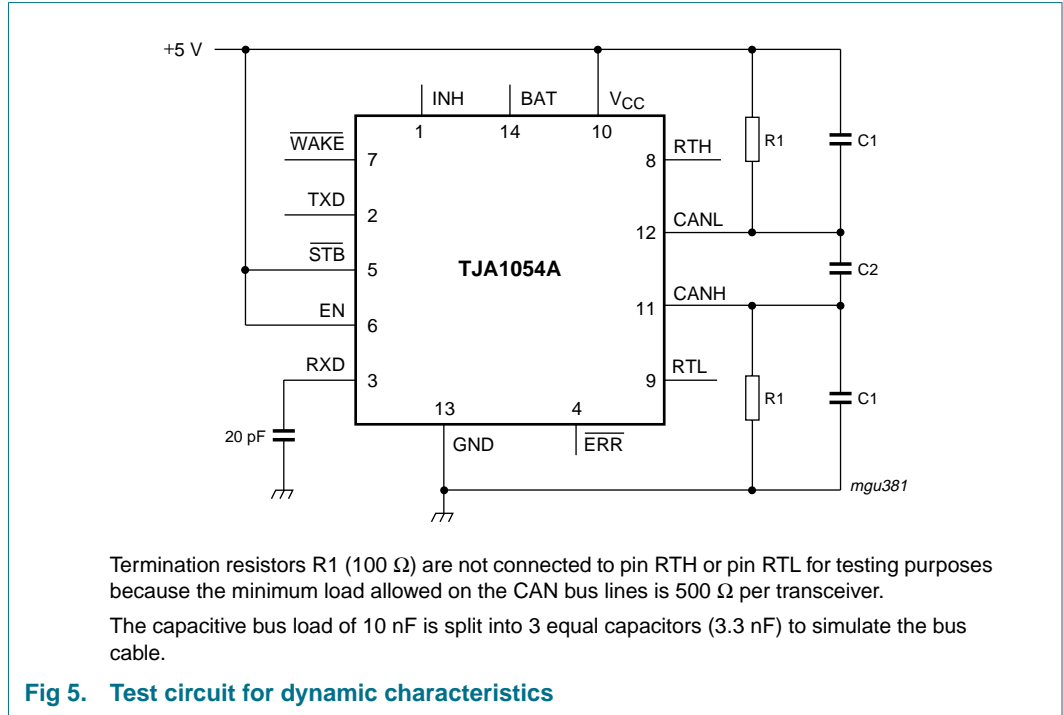 +5 V
INH
BAT
VCC
1
14
10
WAKE
7
8
RTH
R1
C1
TXD
2
12
CANL
STB
5
TJA1054A
C2
EN
6
11
CANH
RXD
3
9
RTL
R1
C1
13
4
20 pF
GND
ERR
mgu381
Termination resistors R1 (100 Ω) are not connected to pin RTH or pin RTL for testing purposes
because the minimum load allowed on the CAN bus lines is 500 Ω per transceiver.
The capacitive bus load of 10 nF is split into 3 equal capacitors (3.3 nF) to simulate the bus
cable.
Fig 5. Test circuit for dynamic characteristics